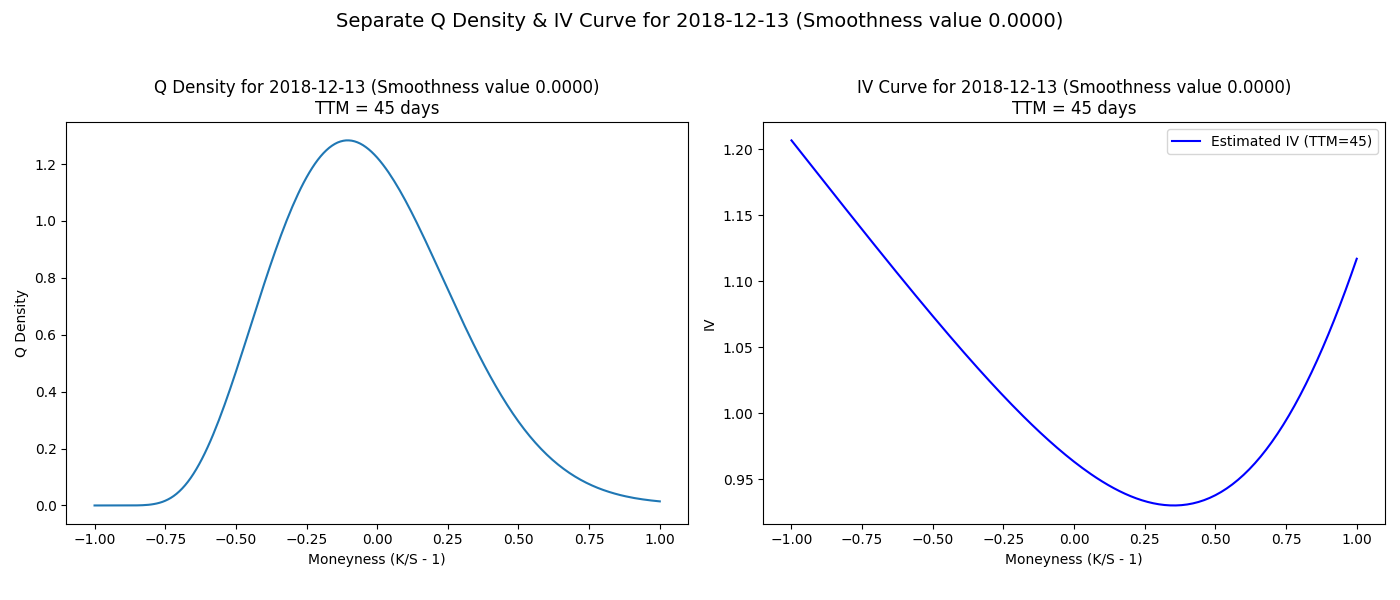 Separate Q Density & IV Curve for 2018-12-13 (Smoothness value 0.0000)
Q Density for 2018-12-13 (Smoothness value 0.0000)
TTM = 45 days
1.2
1.0
0.8
0.6
0.4
0.2
0.0
Q Density
−1.00 −0.75 −0.50 −0.25 0.00 0.25 0.50 0.75 1.00
Moneyness (K/S - 1)
IV Curve for 2018-12-13 (Smoothness value 0.0000)
TTM = 45 days
Estimated IV (TTM=45)
1.20
1.15
1.10
1.05
1.00
0.95
IV
−1.00 −0.75 −0.50 −0.25 0.00 0.25 0.50 0.75 1.00
Moneyness (K/S - 1)